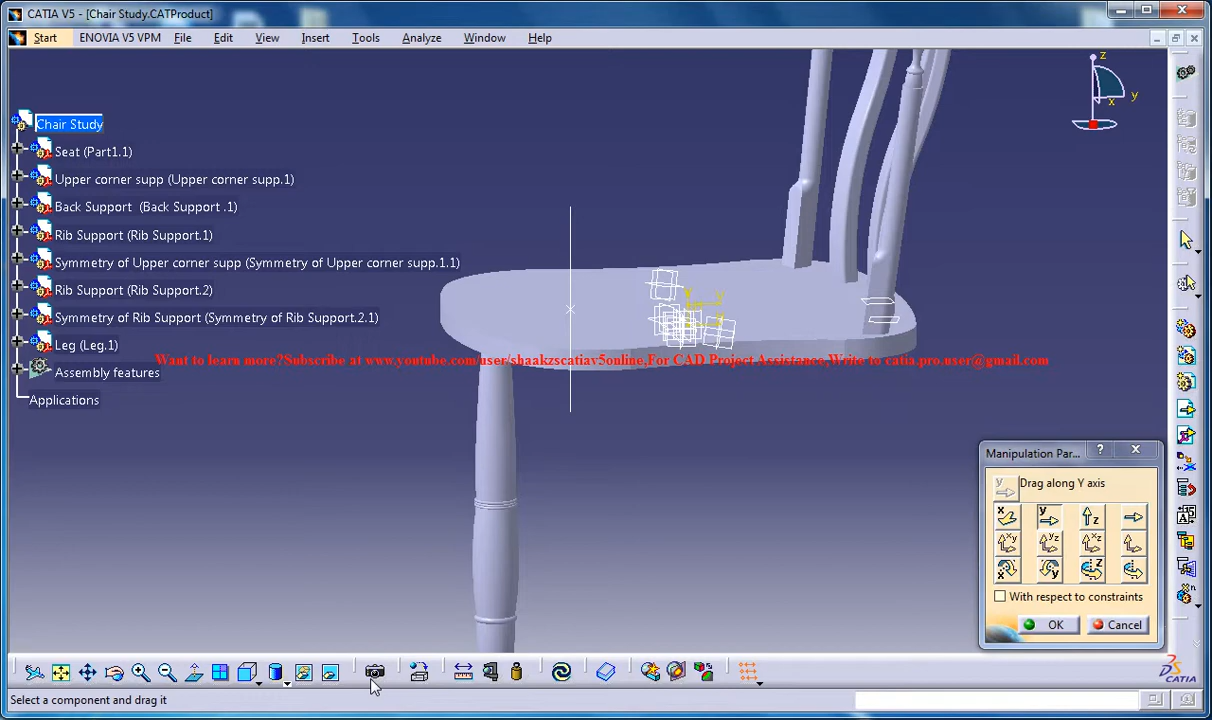 CATIA V5 - [Chair Study.CATProduct]
Start ENOVIA V5 VPM File Edit View Insert Tools Analyze Window Help
z
x y
Chair Study
Seat (Part1.1)
Upper corner supp (Upper corner supp.1)
Back Support (Back Support .1)
Rib Support (Rib Support.1)
Symmetry of Upper corner supp (Symmetry of Upper corner supp.1.1)
Rib Support (Rib Support.2)
Symmetry of Rib Support (Symmetry of Rib Support.2.1)
Leg (Leg.1)
Want to learn more?Subscribe at www.youtube.com/user/shaakzscatiav5online,For CAD Project Assistance,Write to catia.pro.user@gmail.com
Assembly features
Applications
Manipulation Par... ?
Drag along Y axis
With respect to constraints
OK Cancel
CATIA
Select a component and drag it